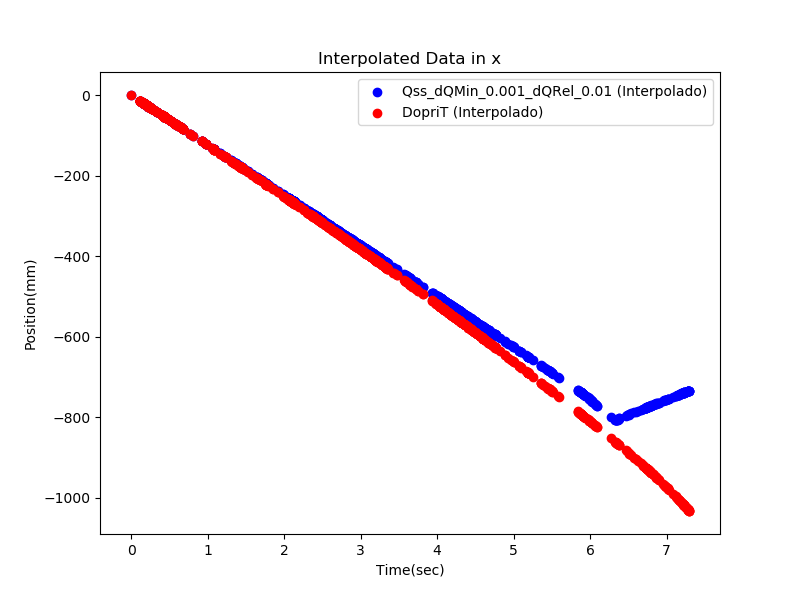 Interpolated Data in x
Qss_dQMin_0.001_dQRel_0.01 (Interpolado)
DopriT (Interpolado)
0
−200
−400
−600
−800
−1000
Position(mm)
0 1 2 3 4 5 6 7
Time(sec)